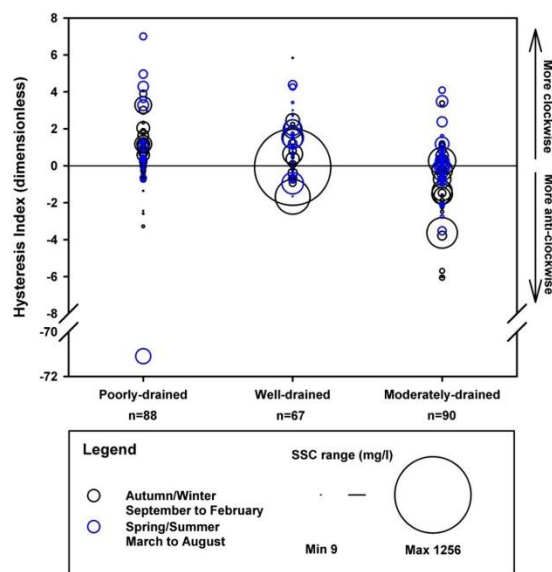 8
6
4
2
0
-2
-4
-6
-8
-70
-72
Hysteresis Index (dimensionless)
More clockwise
More anti-clockwise
Poorly-drained
n=88
Well-drained
n=67
Moderately-drained
n=90
Legend
Autumn/Winter
September to February
Spring/Summer
March to August
SSC range (mg/l)
Min 9
Max 1256